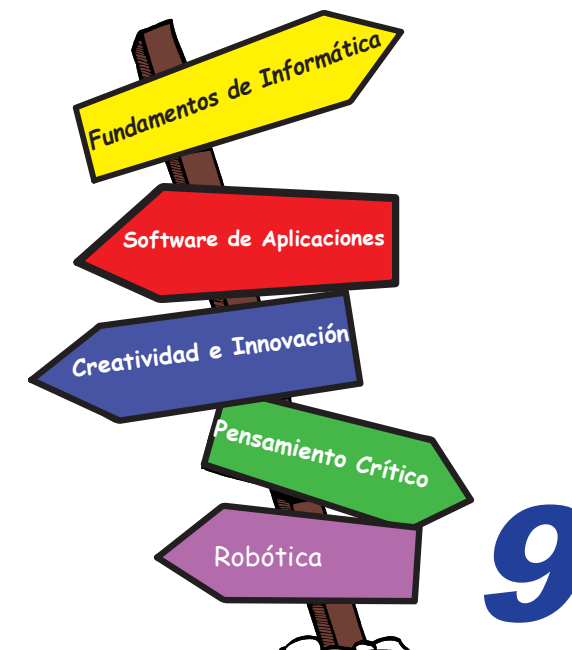 Fundamentos de Informática
Software de Aplicaciones
Creatividad e Innovación
Pensamiento Crítico
Robótica
9